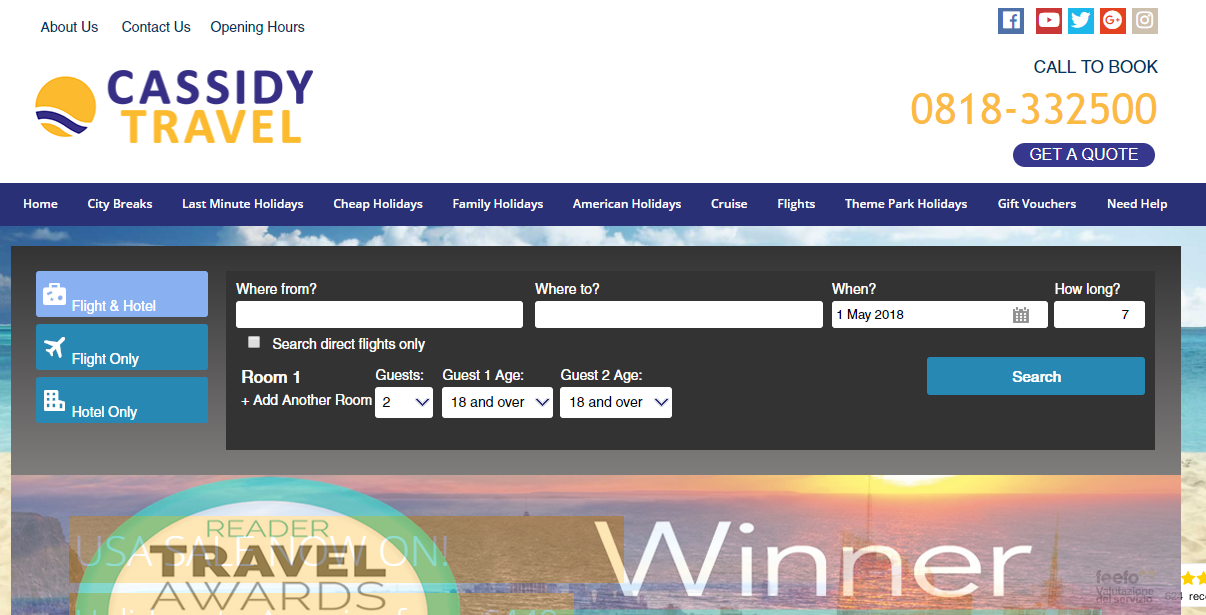 About Us Contact Us Opening Hours
CASSIDY
TRAVEL
CALL TO BOOK
0818-332500
GET A QUOTE
Home City Breaks Last Minute Holidays Cheap Holidays Family Holidays American Holidays Cruise Flights Theme Park Holidays Gift Vouchers Need Help
Flight & Hotel
Flight Only
Hotel Only
Where from? Where to? When? How long?
1 May 2018 7
Search direct flights only
Room 1 Guests: Guest 1 Age: Guest 2 Age:
+ Add Another Room 2 18 and over 18 and over
Search
READER
TRAVEL
AWARDS
USA SALE NOW ON!
Winner
feefo
Valutazione
del servizio